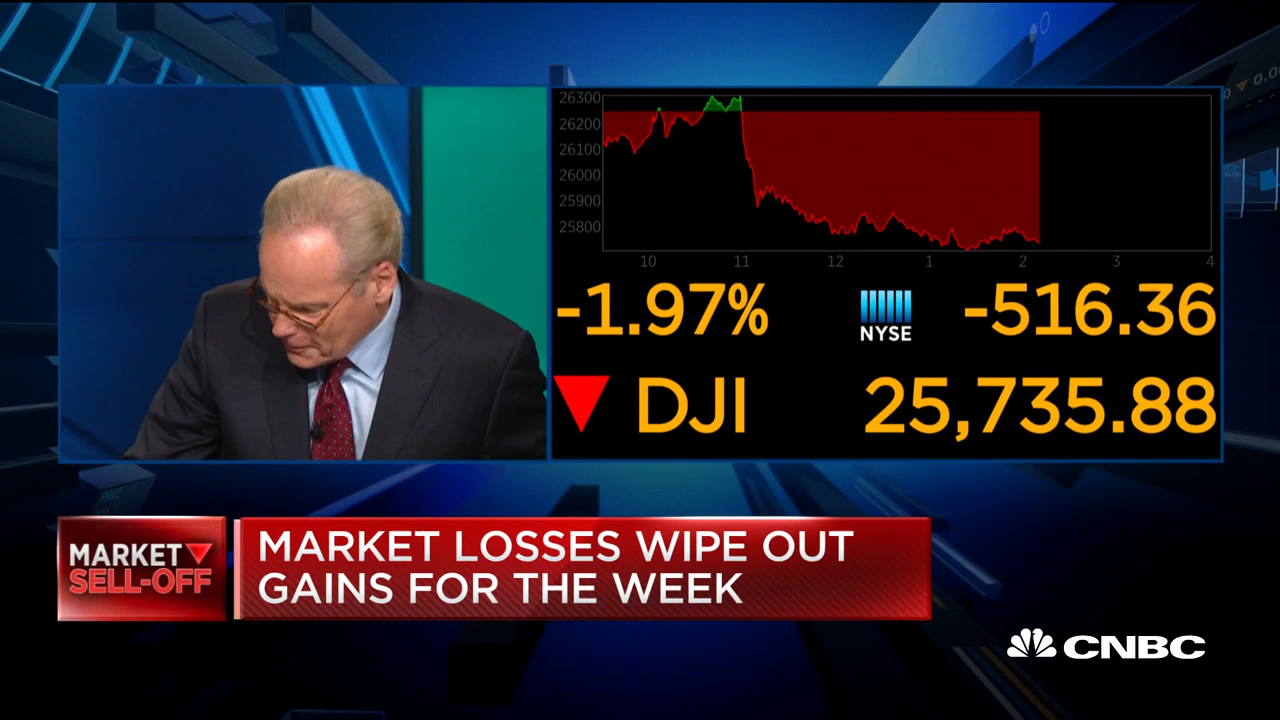 26300
26200
26100
26000
25900
25800
10 11 12 1 2 3 4
-1.97% NYSE -516.36
DJI 25,735.88
MARKET
SELL-OFF
MARKET LOSSES WIPE OUT
GAINS FOR THE WEEK
CNBC